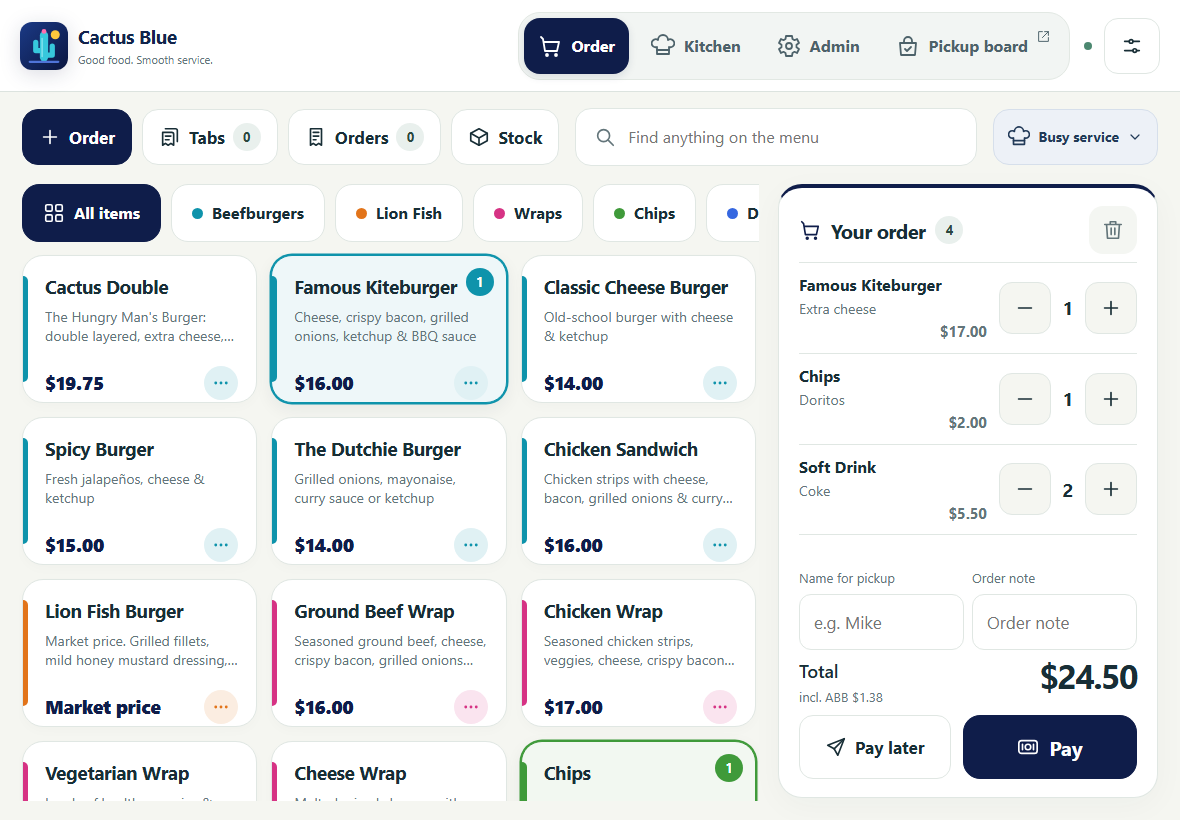 Cactus Blue
Good food. Smooth service.
Order
Kitchen
Admin
Pickup board
Order
Tabs 0
Orders 0
Stock
Find anything on the menu
Busy service
All items
Beefburgers
Lion Fish
Wraps
Chips
D
Cactus Double
The Hungry Man's Burger:
double layered, extra cheese,...
$19.75
Famous Kiteburger 1
Cheese, crispy bacon, grilled
onions, ketchup & BBQ sauce
$16.00
Classic Cheese Burger
Old-school burger with cheese
& ketchup
$14.00
Spicy Burger
Fresh jalapeños, cheese &
ketchup
$15.00
The Dutchie Burger
Grilled onions, mayonaise,
curry sauce or ketchup
$14.00
Chicken Sandwich
Chicken strips with cheese,
bacon, grilled onions & curry...
$16.00
Lion Fish Burger
Market price. Grilled fillets,
mild honey mustard dressing,...
Market price
Ground Beef Wrap
Seasoned ground beef, cheese,
crispy bacon, grilled onions...
$16.00
Chicken Wrap
Seasoned chicken strips,
veggies, cheese, crispy bacon...
$17.00
Vegetarian Wrap
Cheese Wrap
Chips 1
Your order 4
Famous Kiteburger
Extra cheese
$17.00
1
Chips
Doritos
$2.00
1
Soft Drink
Coke
$5.50
2
Name for pickup
e.g. Mike
Order note
Order note
Total
incl. ABB $1.38
$24.50
Pay later
Pay